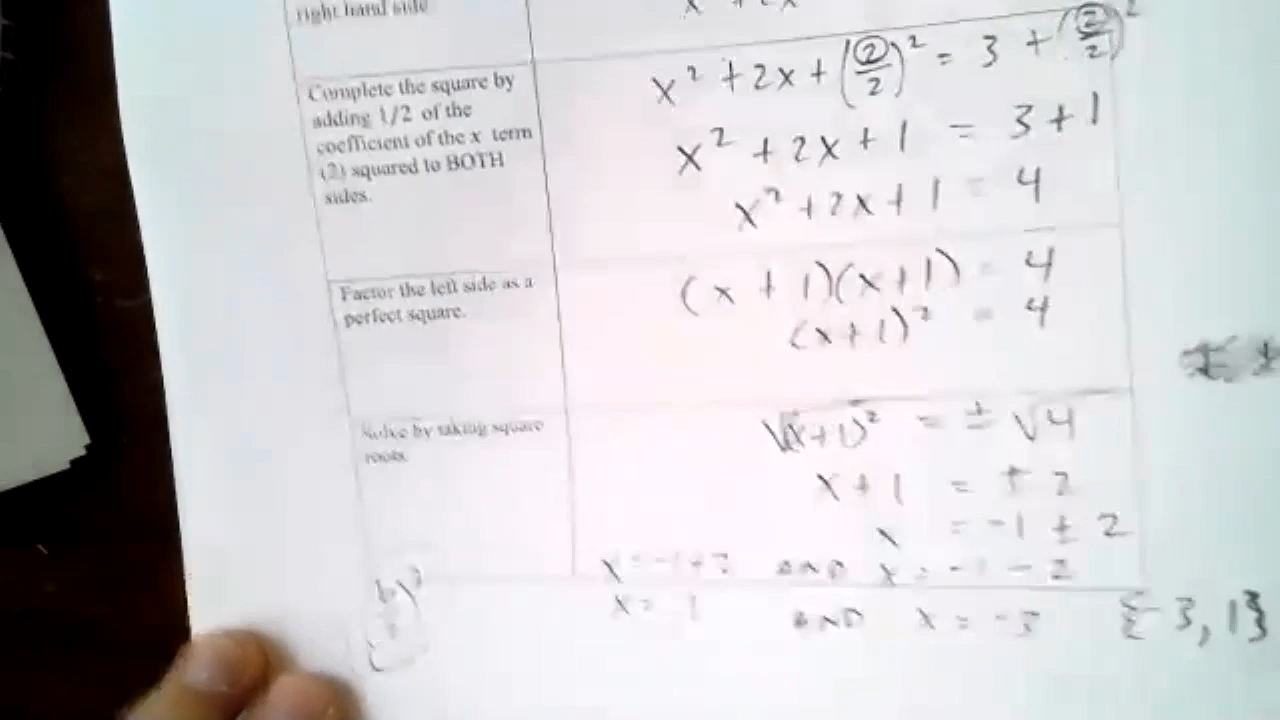 right hand side
x² + 2x
Complete the square by
adding 1/2 of the
coefficient of the x term
(2) squared to BOTH
sides.
x² + 2x + (2/2)² = 3 + (2/2)²
x² + 2x + 1 = 3 + 1
x² + 2x + 1 = 4
Factor the left side as a
perfect square.
(x + 1)(x + 1) = 4
(x + 1)² = 4
Solve by taking square
roots.
√(x + 1)² = ± √4
x + 1 = ± 2
x = -1 ± 2
x = -1 + 2 AND x = -1 - 2
x = 1 AND x = -3 {-3, 1}